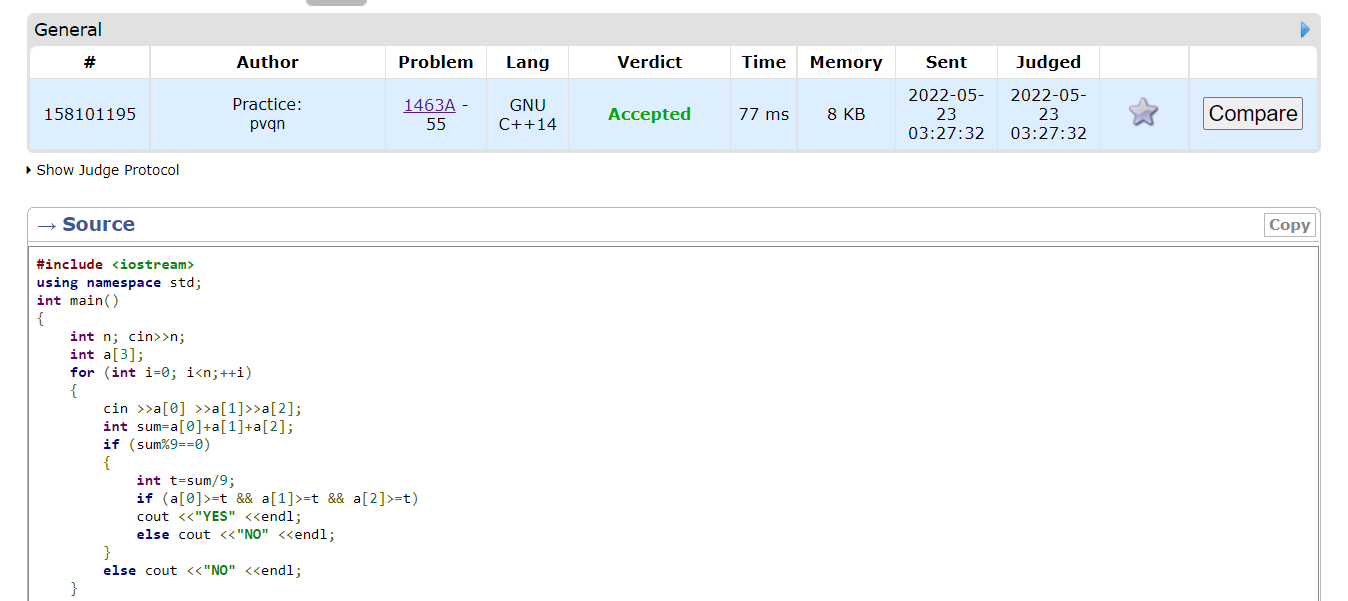 General
# Author Problem Lang Verdict Time Memory Sent Judged
158101195 Practice: pvqn 1463A - 55 GNU C++14 Accepted 77 ms 8 KB 2022-05-23 03:27:32 2022-05-23 03:27:32 Compare
Show Judge Protocol
→ Source Copy
#include <iostream>
using namespace std;
int main()
{
    int n; cin>>n;
    int a[3];
    for (int i=0; i<n;++i)
    {
        cin >>a[0] >>a[1]>>a[2];
        int sum=a[0]+a[1]+a[2];
        if (sum%9==0)
        {
            int t=sum/9;
            if (a[0]>=t && a[1]>=t && a[2]>=t)
            cout <<"YES" <<endl;
            else cout <<"NO" <<endl;
        }
        else cout <<"NO" <<endl;
    }